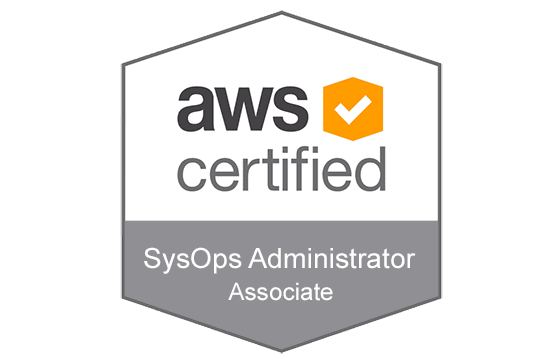 aws
certified
SysOps Administrator
Associate